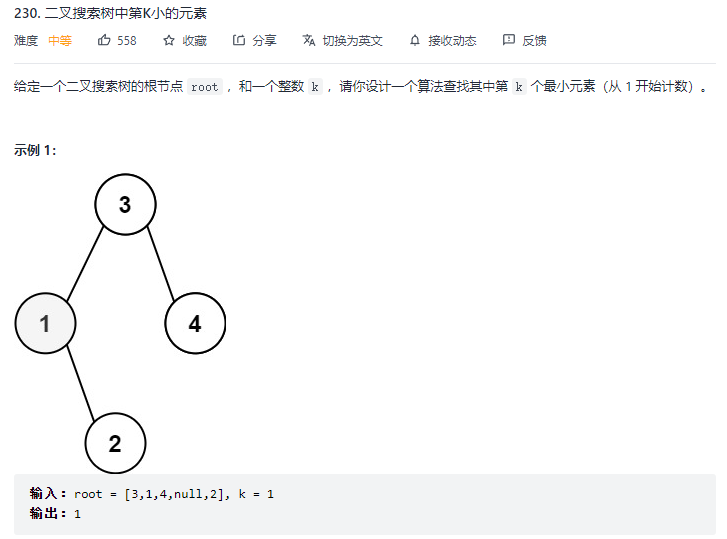 230. 二叉搜索树中第K小的元素
难度 中等 558 收藏 分享 切换为英文 接收动态 反馈
给定一个二叉搜索树的根节点 root ，和一个整数 k ，请你设计一个算法查找其中第 k 个最小元素（从 1 开始计数）。
示例 1：
3
1
4
2
输入：root = [3,1,4,null,2], k = 1
输出：1